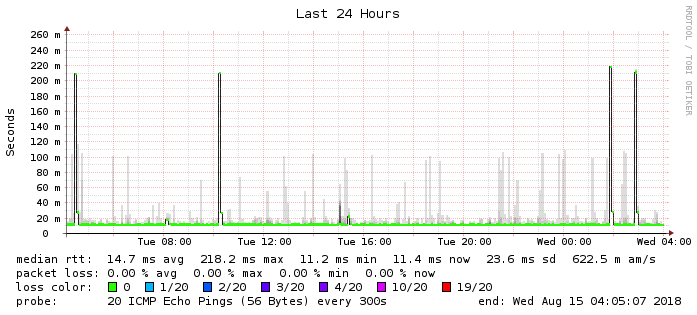 Last 24 Hours
RRDTOOL / TOBI OETIKER
Seconds
260 m
240 m
220 m
200 m
180 m
160 m
140 m
120 m
100 m
80 m
60 m
40 m
20 m
0
Tue 08:00 Tue 12:00 Tue 16:00 Tue 20:00 Wed 00:00 Wed 04:00
median rtt: 14.7 ms avg 218.2 ms max 11.2 ms min 11.4 ms now 23.6 ms sd 622.5 m am/s
packet loss: 0.00 % avg 0.00 % max 0.00 % min 0.00 % now
loss color: 0 1/20 2/20 3/20 4/20 10/20 19/20
probe: 20 ICMP Echo Pings (56 Bytes) every 300s end: Wed Aug 15 04:05:07 2018